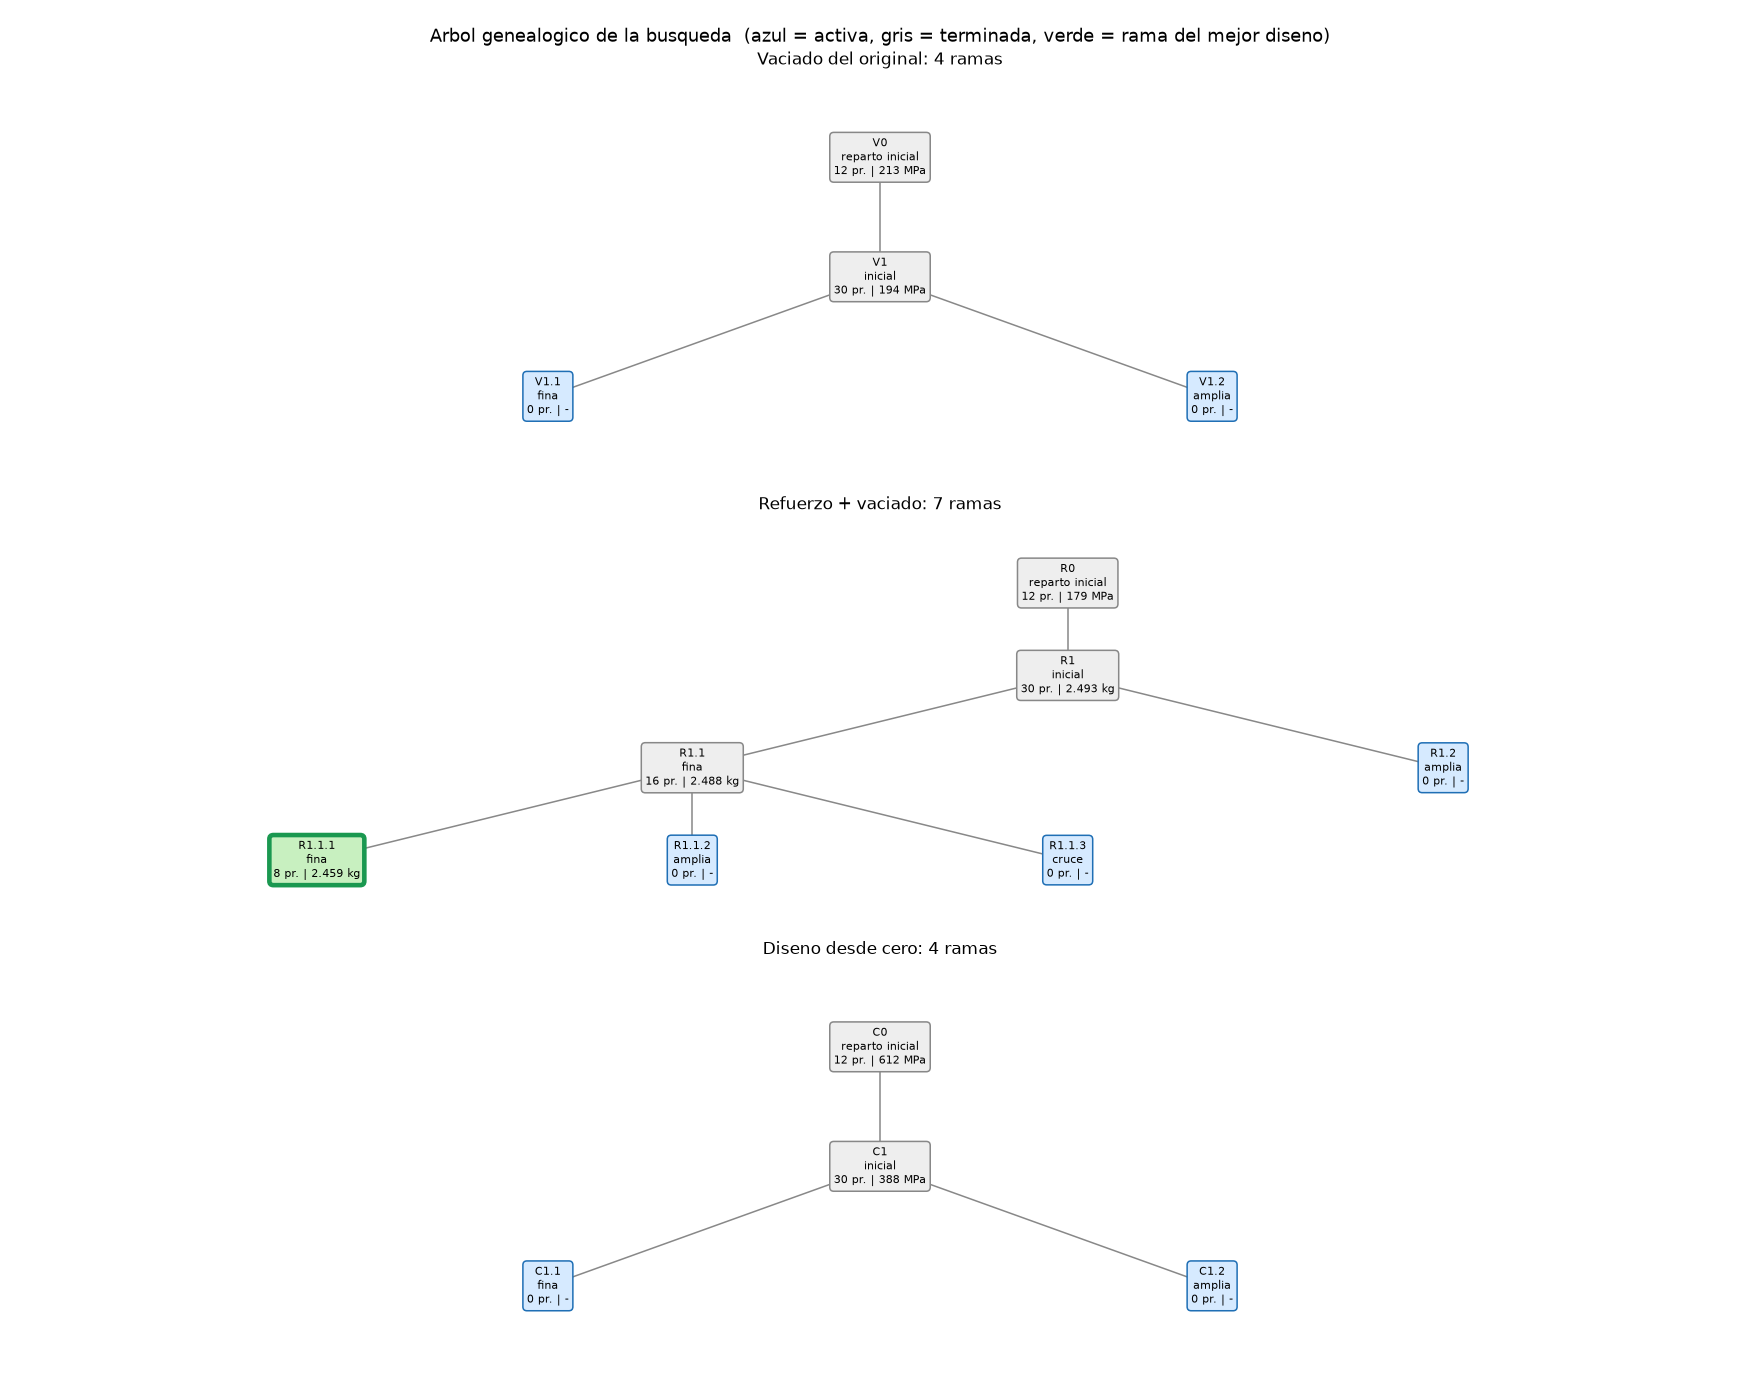 Arbol genealogico de la busqueda  (azul = activa, gris = terminada, verde = rama del mejor diseno)
Vaciado del original: 4 ramas
V0
reparto inicial
12 pr. | 213 MPa
V1
inicial
30 pr. | 194 MPa
V1.1
fina
0 pr. | -
V1.2
amplia
0 pr. | -
Refuerzo + vaciado: 7 ramas
R0
reparto inicial
12 pr. | 179 MPa
R1
inicial
30 pr. | 2.493 kg
R1.1
fina
16 pr. | 2.488 kg
R1.2
amplia
0 pr. | -
R1.1.1
fina
8 pr. | 2.459 kg
R1.1.2
amplia
0 pr. | -
R1.1.3
cruce
0 pr. | -
Diseno desde cero: 4 ramas
C0
reparto inicial
12 pr. | 612 MPa
C1
inicial
30 pr. | 388 MPa
C1.1
fina
0 pr. | -
C1.2
amplia
0 pr. | -